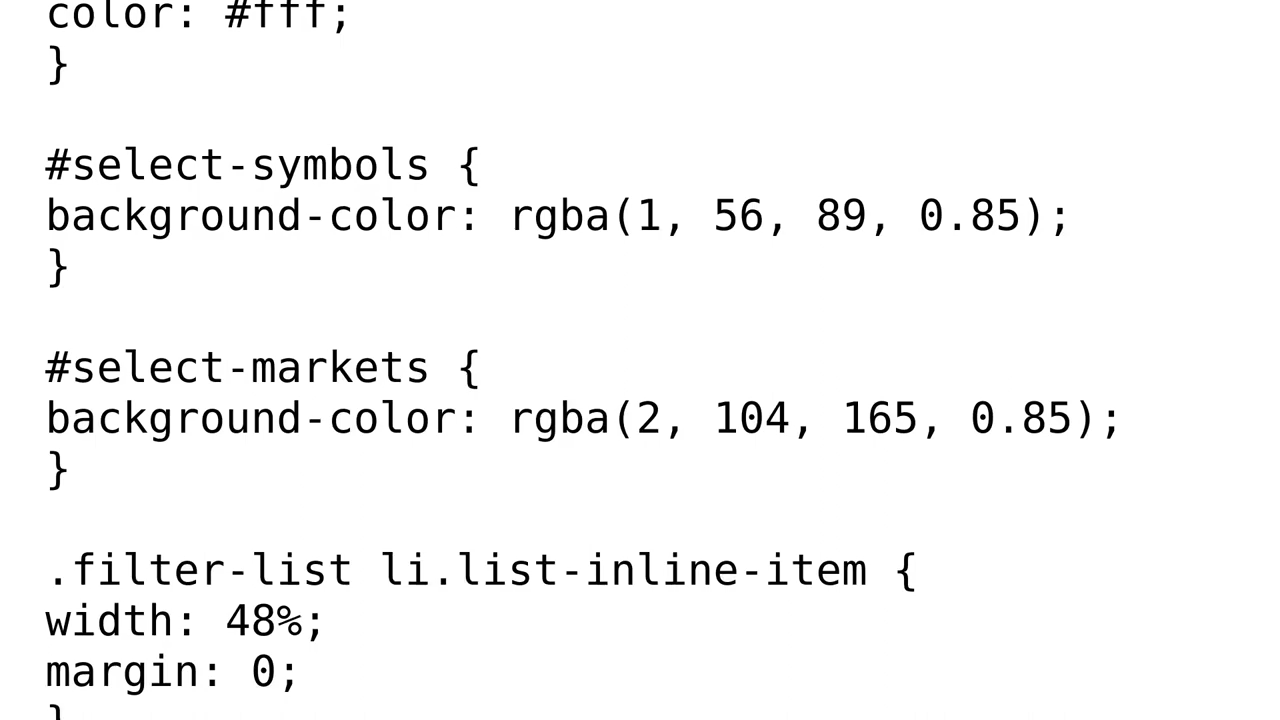 color: #fff;
}

#select-symbols {
background-color: rgba(1, 56, 89, 0.85);
}

#select-markets {
background-color: rgba(2, 104, 165, 0.85);
}

.filter-list li.list-inline-item {
width: 48%;
margin: 0;
}